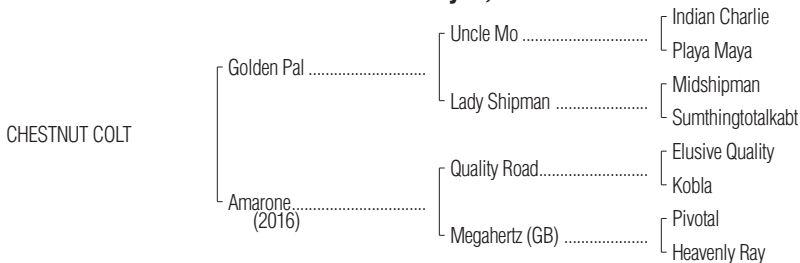 Indian Charlie
Uncle Mo ..............................
Playa Maya
Golden Pal ............................
Midshipman
Lady Shipman ......................
Sumthingtotalkabt
CHESTNUT COLT
Elusive Quality
Quality Road..........................
Kobla
Amarone................................
(2016)
Pivotal
Megahertz (GB) ....................
Heavenly Ray